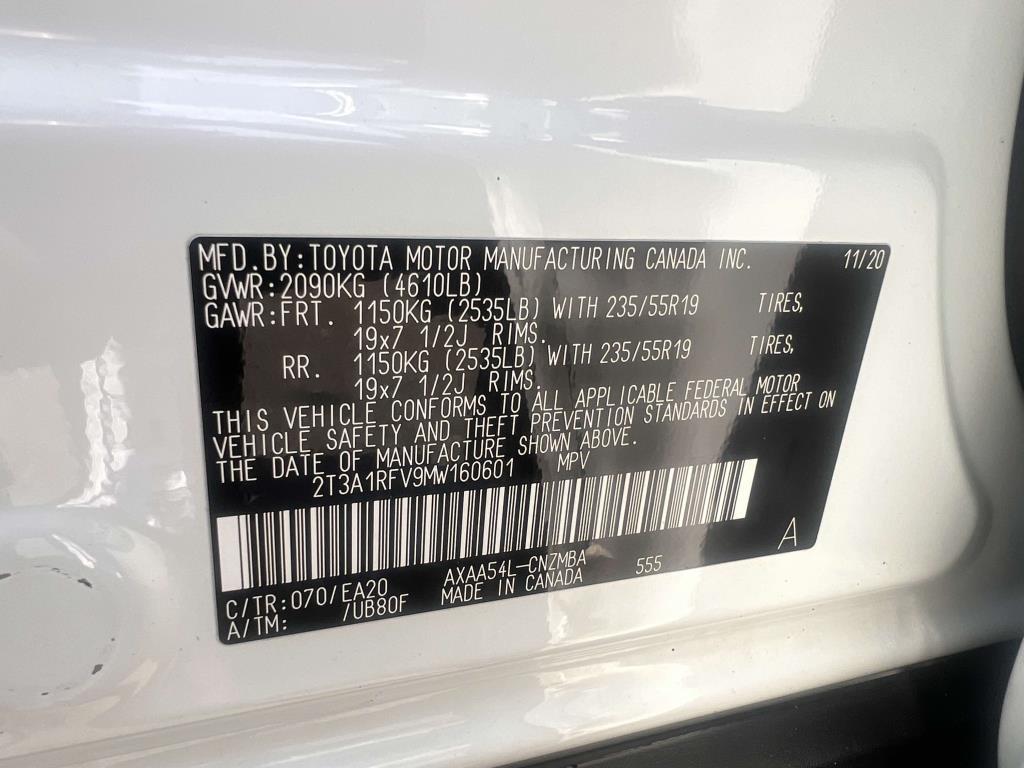 MFD.BY:TOYOTA MOTOR MANUFACTURING CANADA INC. 11/20
GVWR:2090KG (4610LB)
GAWR:FRT. 1150KG (2535LB) WITH 235/55R19 TIRES,
19x7 1/2J RIMS.
RR. 1150KG (2535LB) WITH 235/55R19 TIRES,
19x7 1/2J RIMS.
THIS VEHICLE CONFORMS TO ALL APPLICABLE FEDERAL MOTOR
VEHICLE SAFETY AND THEFT PREVENTION STANDARDS IN EFFECT ON
THE DATE OF MANUFACTURE SHOWN ABOVE.
2T3A1RFV9MW160601 MPV
A
C/TR:070/EA20 AXAA54L-CNZMBA 555
A/TM: /UB80F MADE IN CANADA